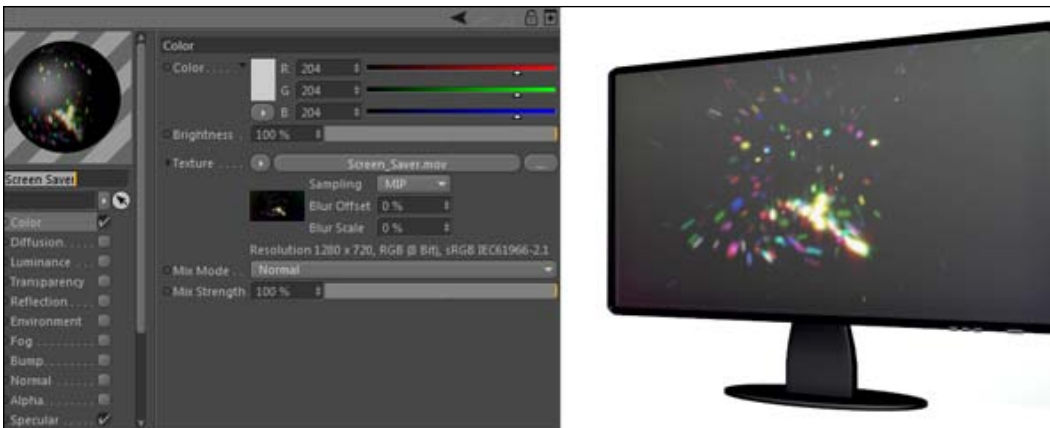 Color
Color . . . . R 204
G 204
B 204
Brightness . 100 %
Texture . . . . . Screen_Saver.mov ...
Sampling MIP
Blur Offset 0 %
Blur Scale 0 %
Resolution 1280 x 720, RGB (8 Bit), sRGB IEC61966-2.1
Mix Mode . . Normal
Mix Strength 100 %
Screen Saver
Color . . . . . . .
Diffusion . . . .
Luminance . . .
Transparency
Reflection . . . .
Environment
Fog . . . . . . . . .
Bump . . . . . . .
Normal . . . . . .
Alpha . . . . . . .
Specular . . . . .